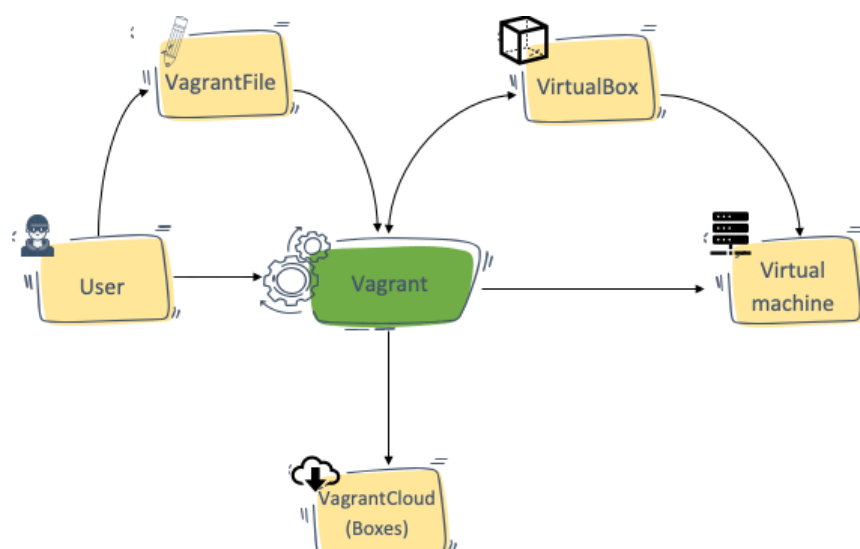 VagrantFile
VirtualBox
User
Vagrant
Virtual
machine
VagrantCloud
(Boxes)